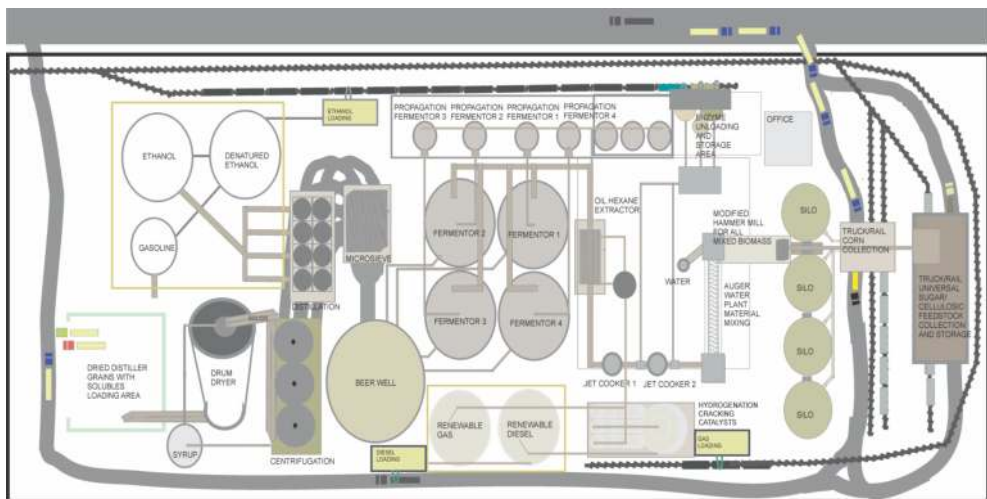 ETHANOL
LOADING
PROPAGATION
FERMENTOR 3
PROPAGATION
FERMENTOR 2
PROPAGATION
FERMENTOR 1
PROPAGATION
FERMENTOR 4
ENZYME
UNLOADING
AND
STORAGE
AREA
OFFICE
ETHANOL
DENATURED
ETHANOL
GASOLINE
MICROSIEVE
DISTILATION
FERMENTOR 2
FERMENTOR 1
FERMENTOR 3
FERMENTOR 4
OIL HEXANE
EXTRACTOR
MODIFIED
HAMMER MILL
FOR ALL
MIXED BIOMASS
WATER
AUGER
WATER
PLANT
MATERIAL
MIXING
SILO
SILO
SILO
SILO
TRUCK/RAIL
CORN
COLLECTION
TRUCK/RAIL
UNIVERSAL
SUGAR/
CELLULOSIC
FEEDSTOCK
COLLECTION
AND STORAGE
DRIED DISTILLER
GRAINS WITH
SOLUBLES
LOADING AREA
DRUM
DRYER
SYRUP
CENTRIFUGATION
BEER WELL
JET COOKER 1
JET COOKER 2
RENEWABLE
GAS
RENEWABLE
DIESEL
DIESEL
LOADING
HYDROGENATION
CRACKING
CATALYSTS
GAS
LOADING